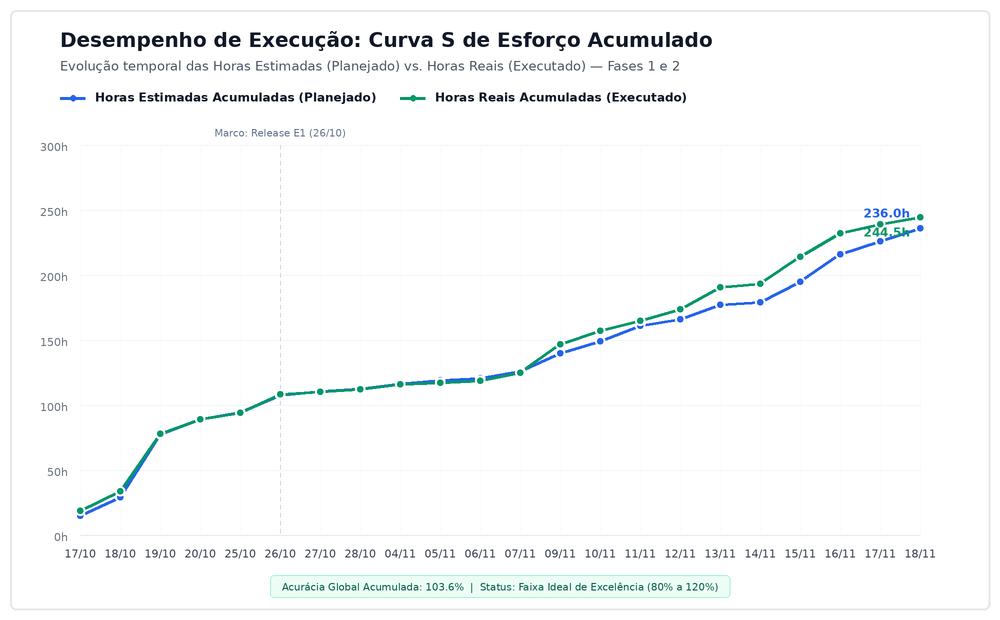 Desempenho de Execução: Curva S de Esforço Acumulado
Evolução temporal das Horas Estimadas (Planejado) vs. Horas Reais (Executado) — Fases 1 e 2
Horas Estimadas Acumuladas (Planejado) Horas Reais Acumuladas (Executado)
Marco: Release E1 (26/10)
300h
250h
200h
150h
100h
50h
0h
236.0h
244.5h
17/10 18/10 19/10 20/10 25/10 26/10 27/10 28/10 04/11 05/11 06/11 07/11 09/11 10/11 11/11 12/11 13/11 14/11 15/11 16/11 17/11 18/11
Acurácia Global Acumulada: 103.6% | Status: Faixa Ideal de Excelência (80% a 120%)